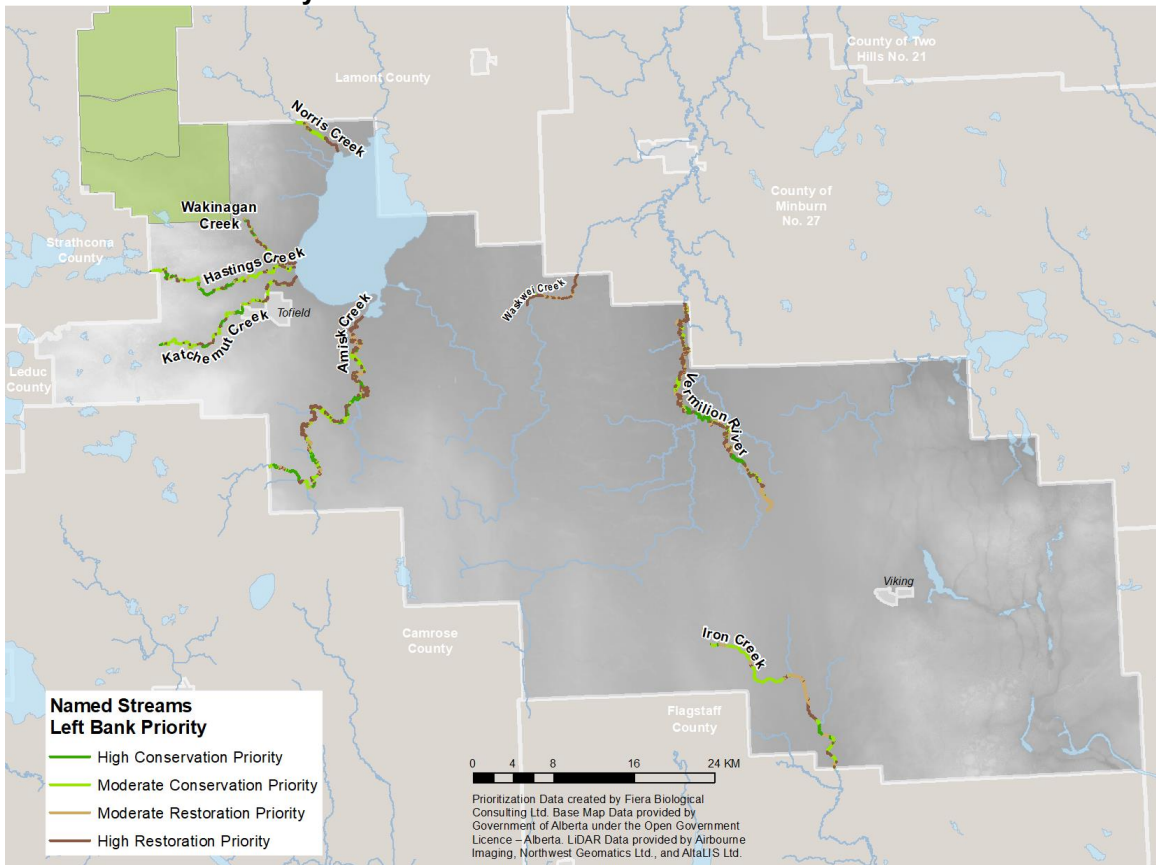 County of Two
Hills No. 21
Lamont County
Norris Creek
County of
Minburn
No. 27
Wakinagan
Creek
Strathcona
County
Hastings Creek
Waskwei Creek
Tofield
Katchemut Creek
Amisk Creek
Leduc
County
Vermilion River
Viking
Camrose
County
Iron Creek
Flagstaff
County
Named Streams
Left Bank Priority
High Conservation Priority
Moderate Conservation Priority
Moderate Restoration Priority
High Restoration Priority
0 4 8 16 24 KM
Prioritization Data created by Fiera Biological
Consulting Ltd. Base Map Data provided by
Government of Alberta under the Open Government
Licence – Alberta. LiDAR Data provided by Airbourne
Imaging, Northwest Geomatics Ltd., and AltaLIS Ltd.